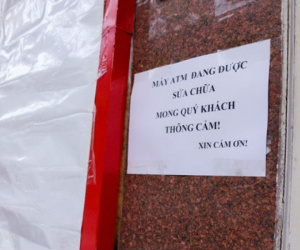 MÁY ATM ĐANG ĐƯỢC
SỬA CHỮA
MONG QUÝ KHÁCH
THÔNG CẢM!
XIN CẢM ƠN!